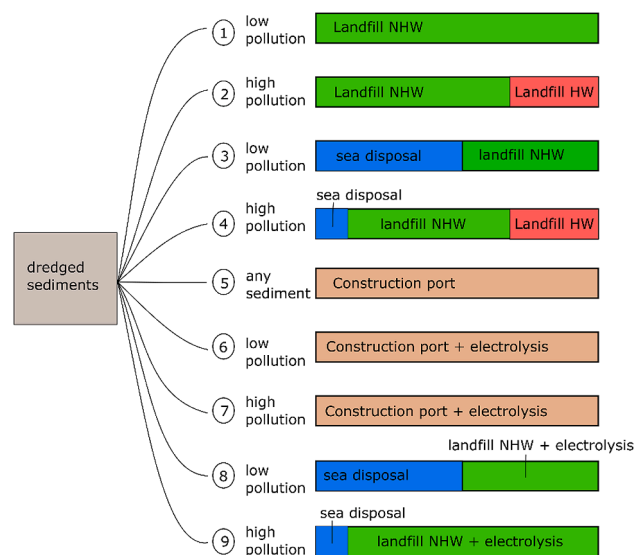 dredged
sediments
1
low
pollution
Landfill NHW
2
high
pollution
Landfill NHW
Landfill HW
3
low
pollution
sea disposal
landfill NHW
sea disposal
4
high
pollution
landfill NHW
Landfill HW
5
any
sediment
Construction port
6
low
pollution
Construction port + electrolysis
7
high
pollution
Construction port + electrolysis
landfill NHW + electrolysis
8
low
pollution
sea disposal
sea disposal
9
high
pollution
landfill NHW + electrolysis